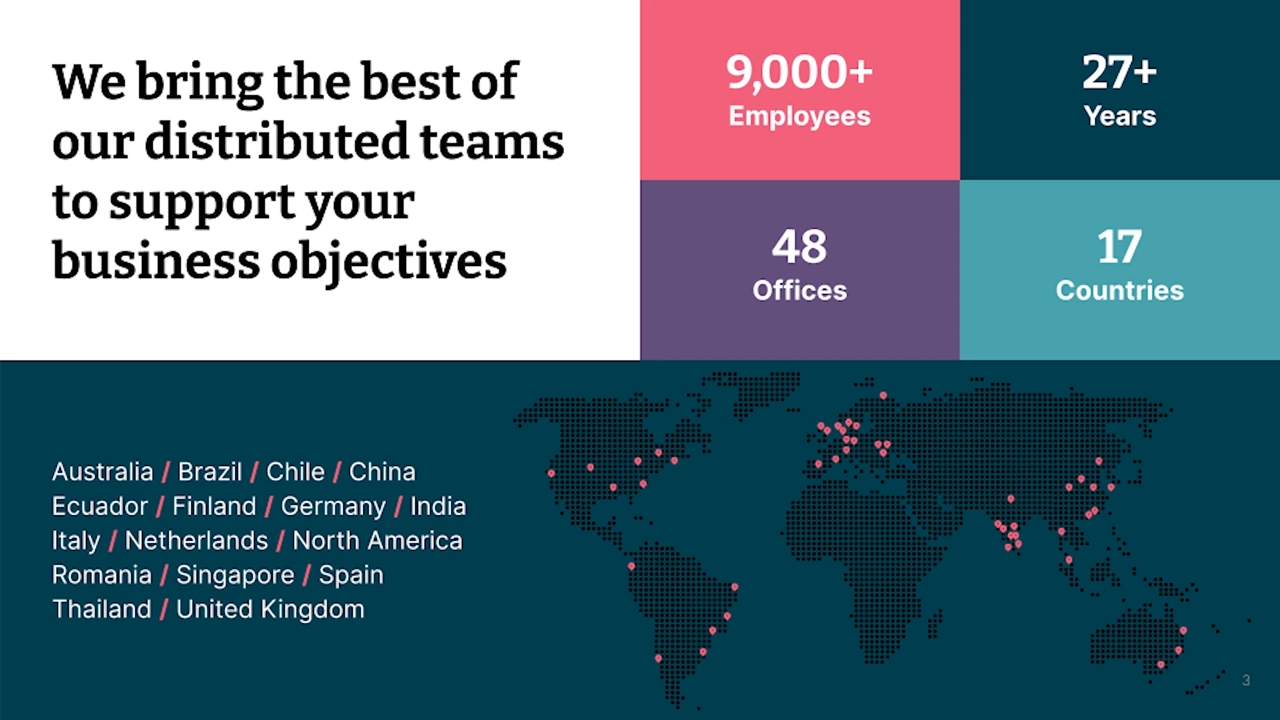 We bring the best of
our distributed teams
to support your
business objectives
9,000+
Employees
27+
Years
48
Offices
17
Countries
Australia / Brazil / Chile / China
Ecuador / Finland / Germany / India
Italy / Netherlands / North America
Romania / Singapore / Spain
Thailand / United Kingdom
3